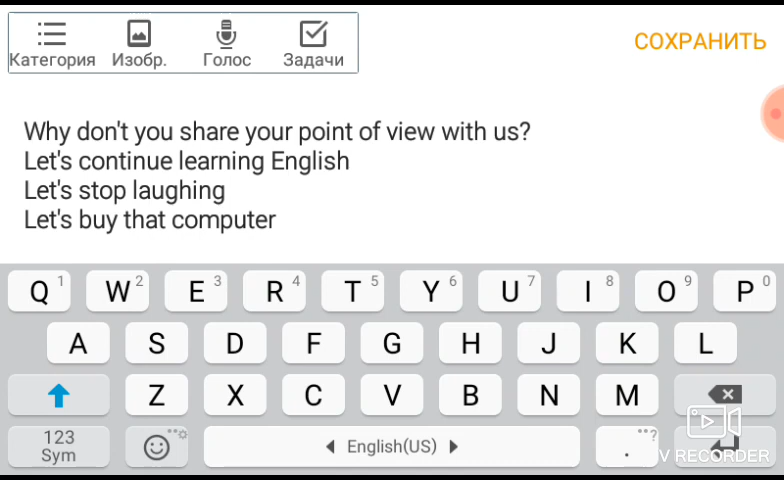 Категория Изобр. Голос Задачи СОХРАНИТЬ
Why don't you share your point of view with us?
Let's continue learning English
Let's stop laughing
Let's buy that computer
Q 1 W 2 E 3 R 4 T 5 Y 6 U 7 I 8 O 9 P 0
A S D F G H J K L
Z X C V B N M
123 Sym English(US) . ?
V RECORDER